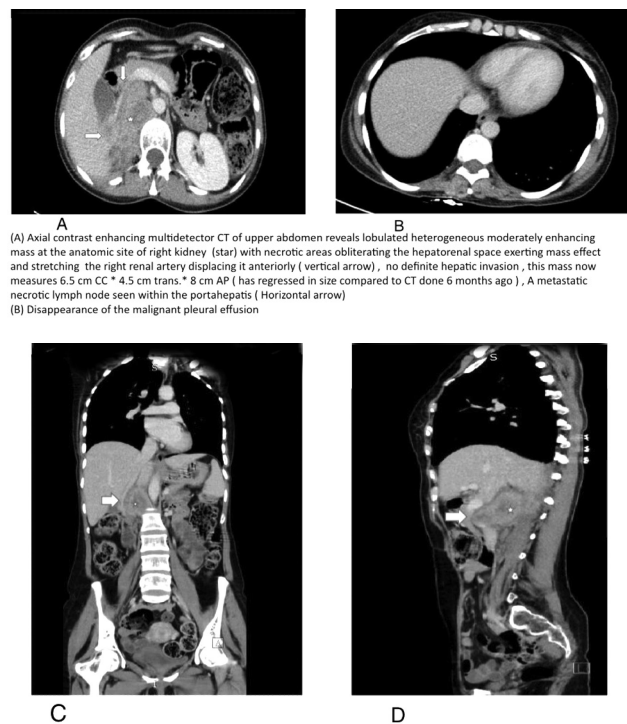 A
B
(A) Axial contrast enhancing multidetector CT of upper abdomen reveals lobulated heterogeneous moderately enhancing
mass at the anatomic site of right kidney (star) with necrotic areas obliterating the hepatorenal space exerting mass effect
and stretching the right renal artery displacing it anteriorly ( vertical arrow) , no definite hepatic invasion , this mass now
measures 6.5 cm CC * 4.5 cm trans.* 8 cm AP ( has regressed in size compared to CT done 6 months ago ) , A metastatic
necrotic lymph node seen within the portahepatis ( Horizontal arrow)
(B) Disappearance of the malignant pleural effusion
S
S
C
D